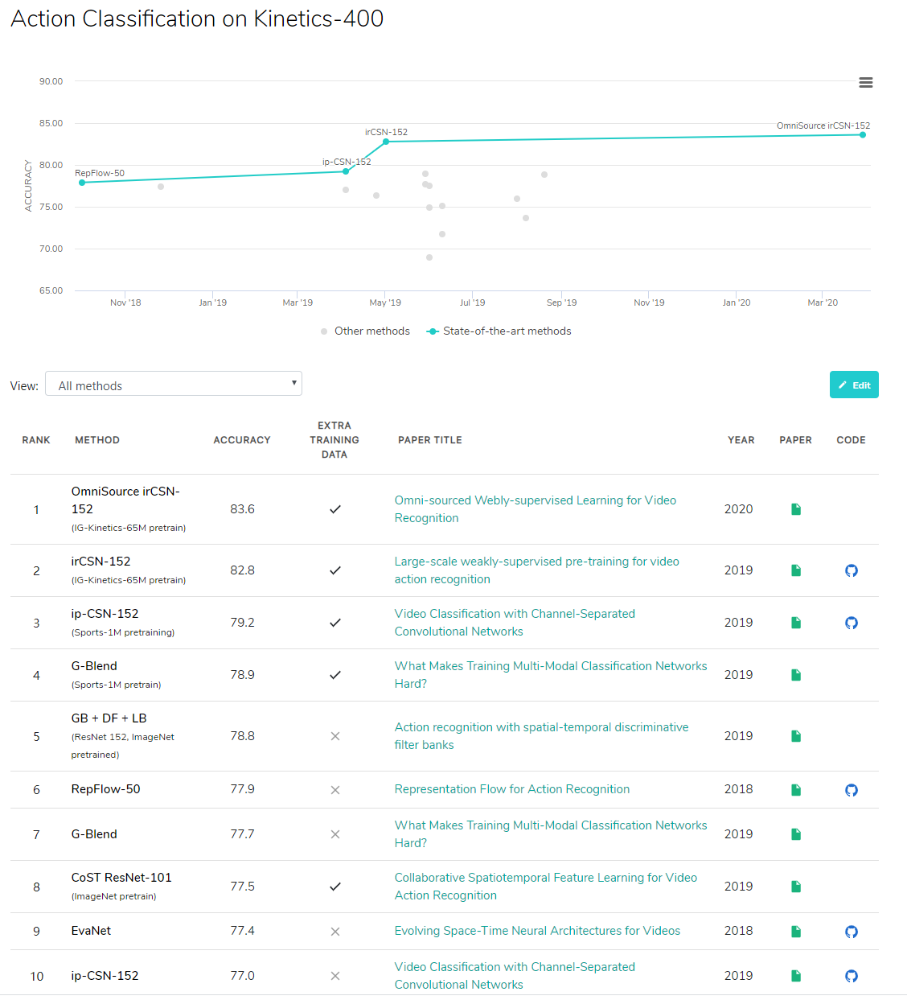 Action Classification on Kinetics-400
90.00
85.00
80.00
75.00
70.00
65.00
ACCURACY
RepFlow-50
ip-CSN-152
irCSN-152
OmniSource irCSN-152
Nov '18
Jan '19
Mar '19
May '19
Jul '19
Sep '19
Nov '19
Jan '20
Mar '20
Other methods
State-of-the-art methods
View:
All methods
Edit
RANK METHOD ACCURACY EXTRA TRAINING DATA PAPER TITLE YEAR PAPER CODE
1
OmniSource irCSN-
152
(IG-Kinetics-65M pretrain)
83.6
Omni-sourced Webly-supervised Learning for Video
Recognition
2020
2
irCSN-152
(IG-Kinetics-65M pretrain)
82.8
Large-scale weakly-supervised pre-training for video
action recognition
2019
3
ip-CSN-152
(Sports-1M pretraining)
79.2
Video Classification with Channel-Separated
Convolutional Networks
2019
4
G-Blend
(Sports-1M pretrain)
78.9
What Makes Training Multi-Modal Classification Networks
Hard?
2019
5
GB + DF + LB
(ResNet 152, ImageNet
pretrained)
78.8
Action recognition with spatial-temporal discriminative
filter banks
2019
6
RepFlow-50
77.9
Representation Flow for Action Recognition
2018
7
G-Blend
77.7
What Makes Training Multi-Modal Classification Networks
Hard?
2019
8
CoST ResNet-101
(ImageNet pretrain)
77.5
Collaborative Spatiotemporal Feature Learning for Video
Action Recognition
2019
9
EvaNet
77.4
Evolving Space-Time Neural Architectures for Videos
2018
10
ip-CSN-152
77.0
Video Classification with Channel-Separated
Convolutional Networks
2019